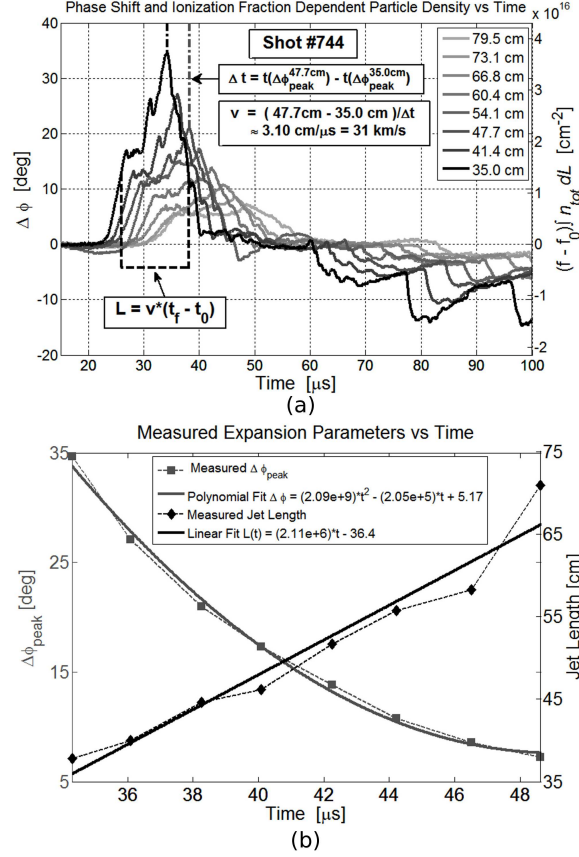 Phase Shift and Ionization Fraction Dependent Particle Density vs Time
x 10^16
Shot #744
Δ t = t(Δϕ_peak^47.7cm) - t(Δϕ_peak^35.0cm)
v = ( 47.7cm - 35.0 cm )/Δt
≈ 3.10 cm/μs = 31 km/s
L = v*(t_f - t_0)
79.5 cm
73.1 cm
66.8 cm
60.4 cm
54.1 cm
47.7 cm
41.4 cm
35.0 cm
Δ ϕ [deg]
40
30
20
10
0
-10
-20
4
3
2
1
0
-1
-2
(f - f_0)∫ n_tot dL [cm^-2]
20 30 40 50 60 70 80 90 100
Time [μs]
(a)
Measured Expansion Parameters vs Time
Measured Δ ϕ_peak
Polynomial Fit Δ ϕ = (2.09e+9)*t^2 - (2.05e+5)*t + 5.17
Measured Jet Length
Linear Fit L(t) = (2.11e+6)*t - 36.4
Δϕ_peak [deg]
35
25
15
5
75
65
55
45
35
Jet Length [cm]
36 38 40 42 44 46 48
Time [μs]
(b)